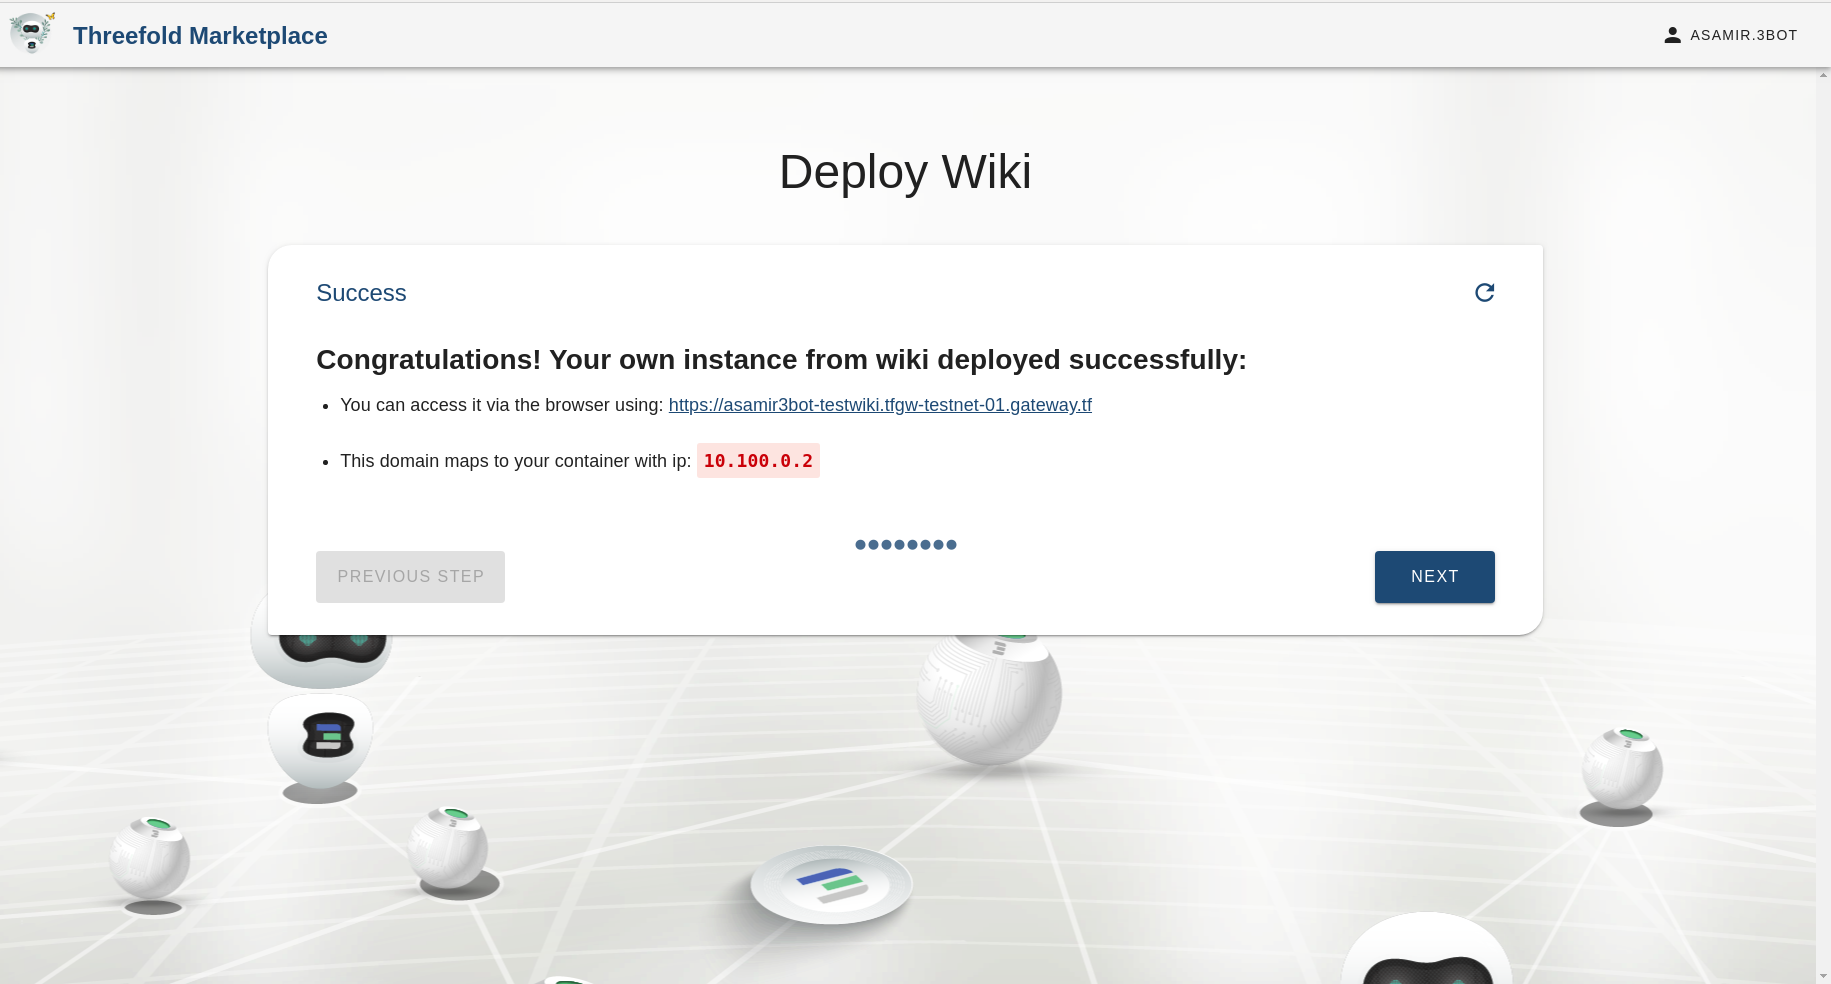 Threefold Marketplace
ASAMIR.3BOT
Deploy Wiki
Success
Congratulations! Your own instance from wiki deployed successfully:
You can access it via the browser using: https://asamir3bot-testwiki.tfgw-testnet-01.gateway.tf
This domain maps to your container with ip: 10.100.0.2
PREVIOUS STEP
NEXT